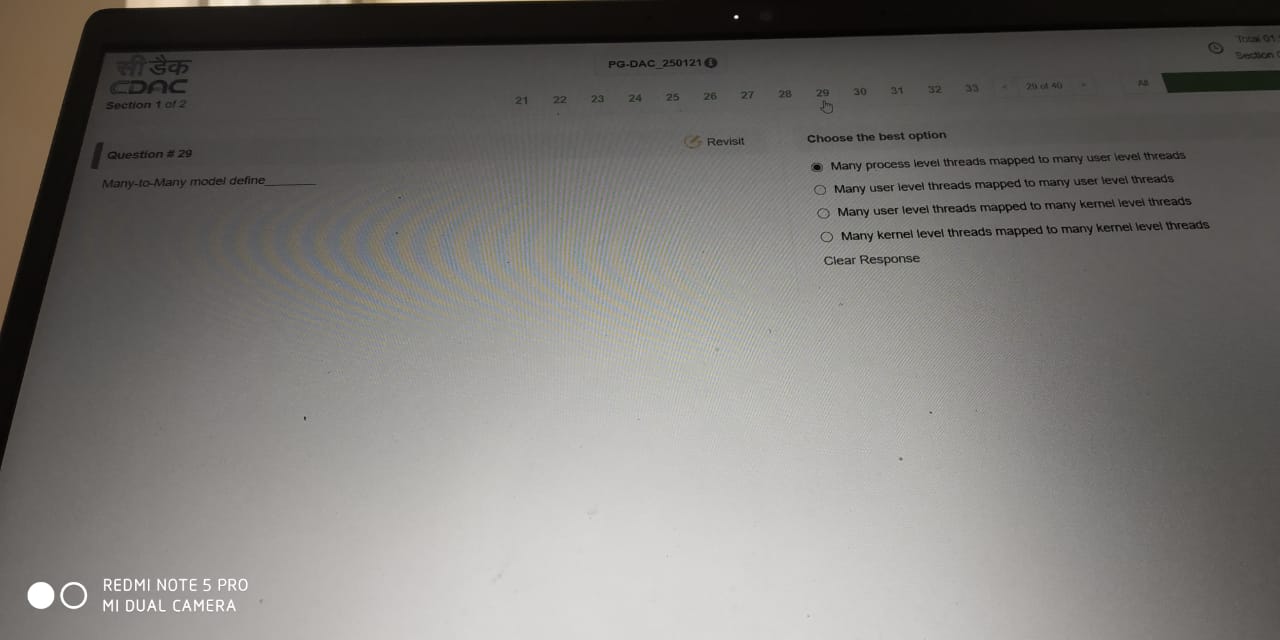 सी डैक
CDAC
Section 1 of 2
PG-DAC_250121
Total 01:
Section
21 22 23 24 25 26 27 28 29 30 31 32 33 < 29 of 40 > All
Question # 29
Revisit
Many-to-Many model define_______
Choose the best option
Many process level threads mapped to many user level threads
Many user level threads mapped to many user level threads
Many user level threads mapped to many kernel level threads
Many kernel level threads mapped to many kernel level threads
Clear Response
REDMI NOTE 5 PRO
MI DUAL CAMERA